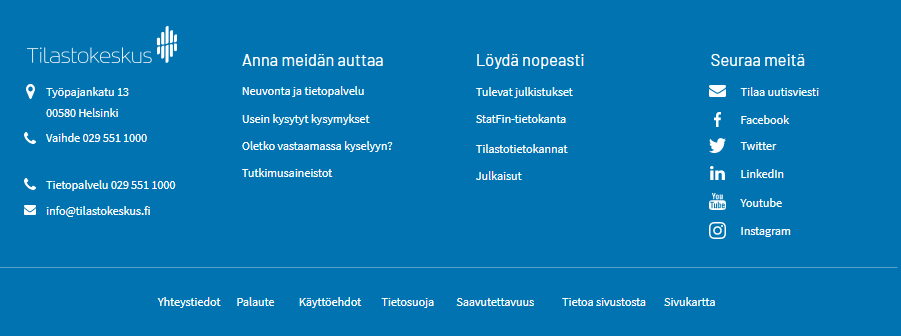 Tilastokeskus
Työpajankatu 13
00580 Helsinki
Vaihde 029 551 1000
Tietopalvelu 029 551 1000
info@tilastokeskus.fi
Anna meidän auttaa
Neuvonta ja tietopalvelu
Usein kysytyt kysymykset
Oletko vastaamassa kyselyyn?
Tutkimusaineistot
Löydä nopeasti
Tulevat julkistukset
StatFin-tietokanta
Tilastotietokannat
Julkaisut
Seuraa meitä
Tilaa uutisviesti
Facebook
Twitter
LinkedIn
You Tube
Youtube
Instagram
Yhteystiedot Palaute Käyttöehdot Tietosuoja Saavutettavuus Tietoa sivustosta Sivukartta